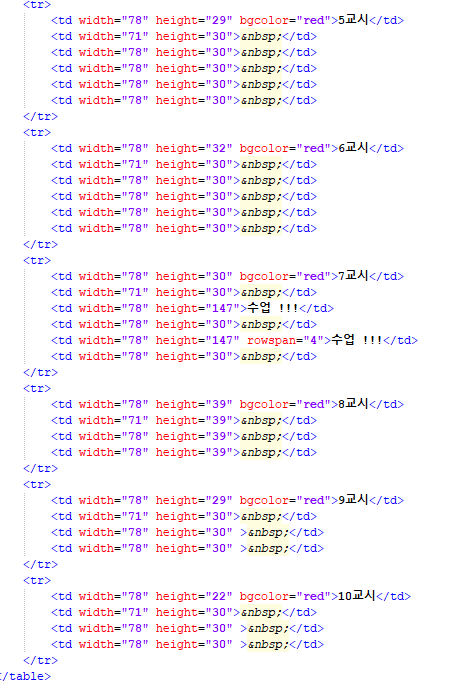 <tr>
<td width="78" height="29" bgcolor="red">5교시</td>
<td width="71" height="30">&nbsp;</td>
<td width="78" height="30">&nbsp;</td>
<td width="78" height="30">&nbsp;</td>
<td width="78" height="30">&nbsp;</td>
<td width="78" height="30">&nbsp;</td>
</tr>
<tr>
<td width="78" height="32" bgcolor="red">6교시</td>
<td width="71" height="30">&nbsp;</td>
<td width="78" height="30">&nbsp;</td>
<td width="78" height="30">&nbsp;</td>
<td width="78" height="30">&nbsp;</td>
<td width="78" height="30">&nbsp;</td>
</tr>
<tr>
<td width="78" height="30" bgcolor="red">7교시</td>
<td width="71" height="30">&nbsp;</td>
<td width="78" height="147">수업 !!!</td>
<td width="78" height="30">&nbsp;</td>
<td width="78" height="147" rowspan="4">수업 !!!</td>
<td width="78" height="30">&nbsp;</td>
</tr>
<tr>
<td width="78" height="39" bgcolor="red">8교시</td>
<td width="71" height="39">&nbsp;</td>
<td width="78" height="39">&nbsp;</td>
<td width="78" height="39">&nbsp;</td>
</tr>
<tr>
<td width="78" height="29" bgcolor="red">9교시</td>
<td width="71" height="30">&nbsp;</td>
<td width="78" height="30" >&nbsp;</td>
<td width="78" height="30" >&nbsp;</td>
</tr>
<tr>
<td width="78" height="22" bgcolor="red">10교시</td>
<td width="71" height="30">&nbsp;</td>
<td width="78" height="30" >&nbsp;</td>
<td width="78" height="30" >&nbsp;</td>
</tr>
</table>